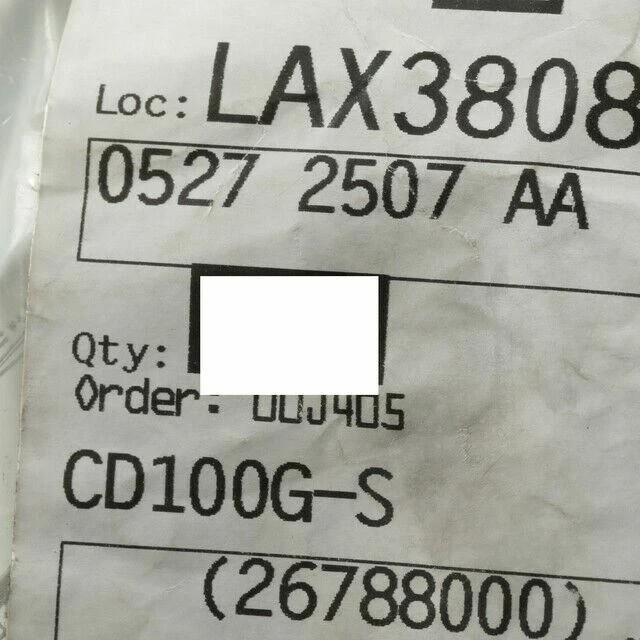 Loc: LAX3808
0527 2507 AA
Qty:
Order: 00J405
CD100G-S
(26788000)